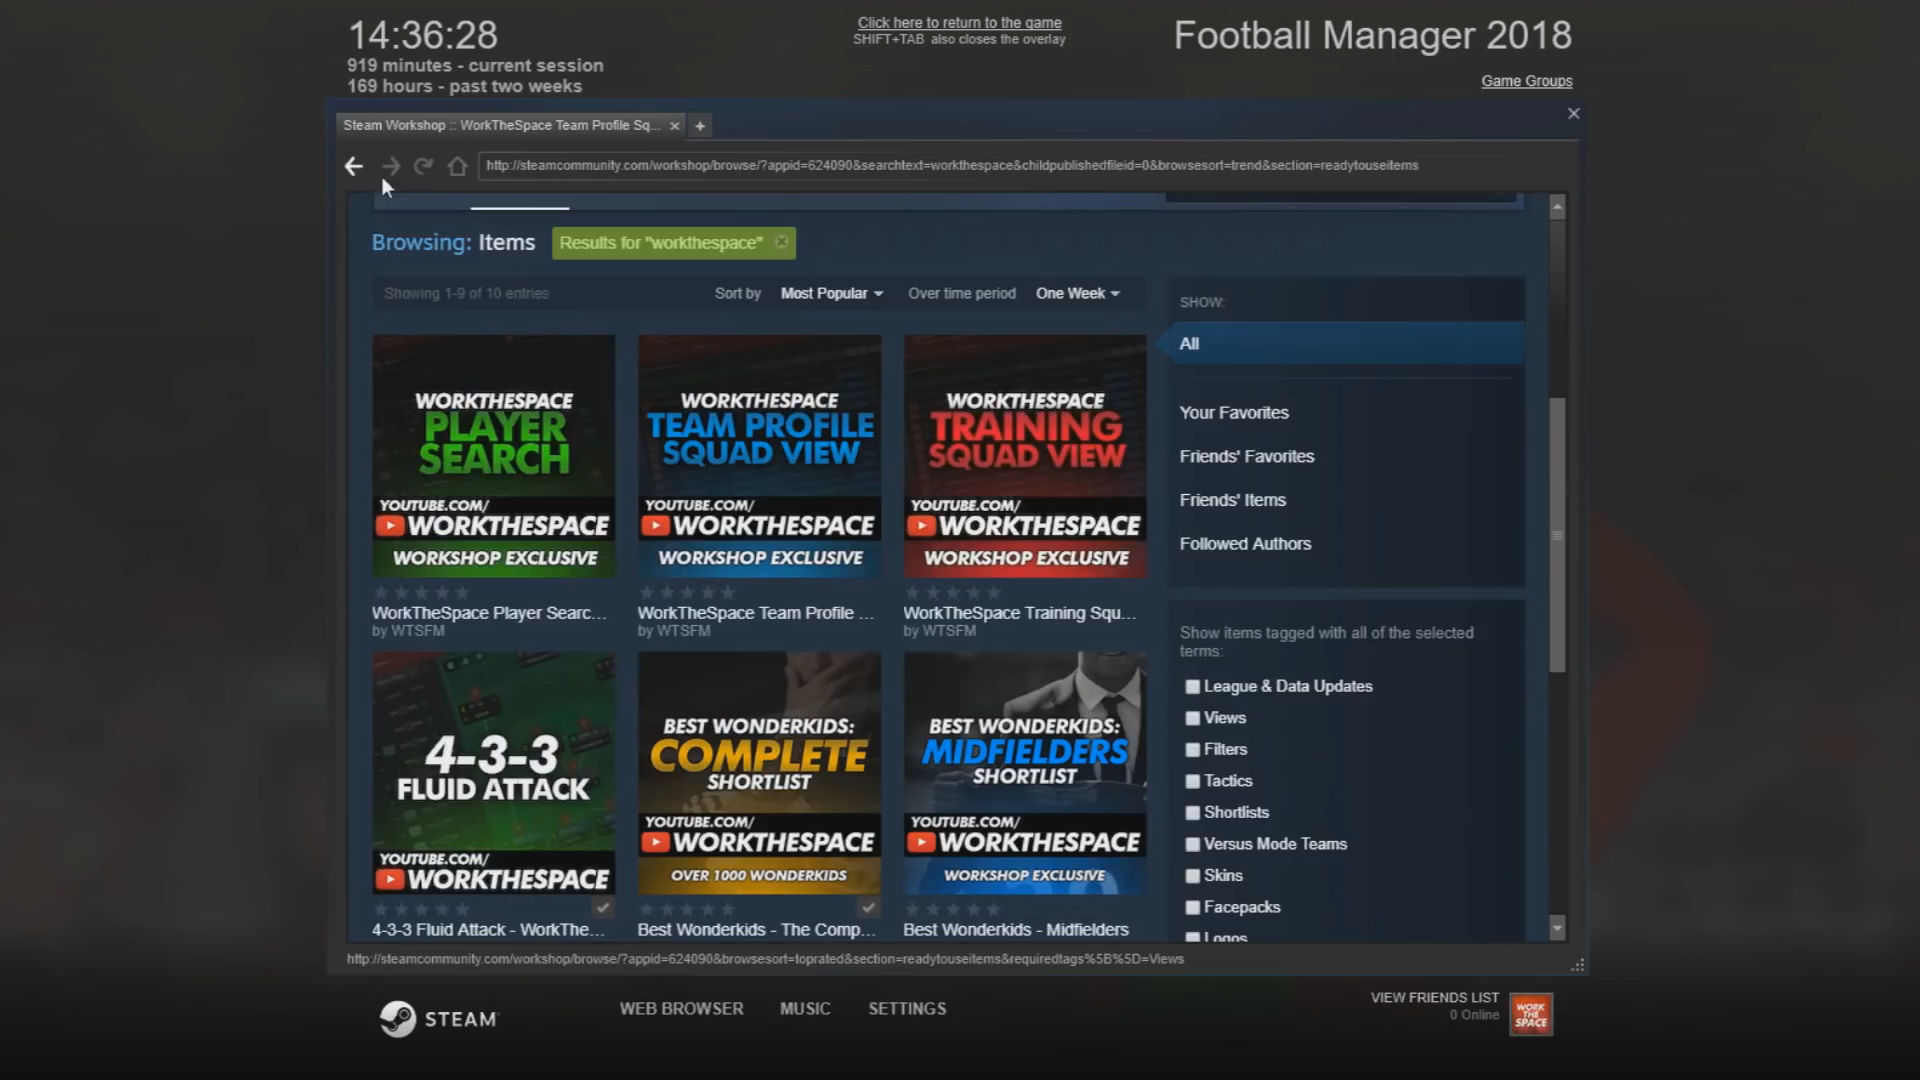 14:36:28
919 minutes - current session
169 hours - past two weeks
Click here to return to the game
SHIFT+TAB also closes the overlay
Football Manager 2018
Game Groups
Steam Workshop :: WorkTheSpace Team Profile Sq...
http://steamcommunity.com/workshop/browse/?appid=624090&searchtext=workthespace&childpublishedfileid=0&browsesort=trend&section=readytouseitems
Browsing: Items
Results for "workthespace"
Showing 1-9 of 10 entries
Sort by Most Popular Over time period One Week
WORKTHESPACE
PLAYER
SEARCH
YOUTUBE.COM/
WORKTHESPACE
WORKSHOP EXCLUSIVE
WorkTheSpace Player Searc...
by WTSFM
WORKTHESPACE
TEAM PROFILE
SQUAD VIEW
YOUTUBE.COM/
WORKTHESPACE
WORKSHOP EXCLUSIVE
WorkTheSpace Team Profile ...
by WTSFM
WORKTHESPACE
TRAINING
SQUAD VIEW
YOUTUBE.COM/
WORKTHESPACE
WORKSHOP EXCLUSIVE
WorkTheSpace Training Squ...
by WTSFM
4-3-3
FLUID ATTACK
YOUTUBE.COM/
WORKTHESPACE
4-3-3 Fluid Attack - WorkThe...
BEST WONDERKIDS:
COMPLETE
SHORTLIST
YOUTUBE.COM/
WORKTHESPACE
OVER 1000 WONDERKIDS
Best Wonderkids - The Comp...
BEST WONDERKIDS:
MIDFIELDERS
SHORTLIST
YOUTUBE.COM/
WORKTHESPACE
WORKSHOP EXCLUSIVE
Best Wonderkids - Midfielders
SHOW:
All
Your Favorites
Friends' Favorites
Friends' Items
Followed Authors
Show items tagged with all of the selected
terms:
League & Data Updates
Views
Filters
Tactics
Shortlists
Versus Mode Teams
Skins
Facepacks
Logos
http://steamcommunity.com/workshop/browse/?appid=624090&browsesort=toprated&section=readytouseitems&requiredtags%5B%5D=Views
STEAM
WEB BROWSER
MUSIC
SETTINGS
VIEW FRIENDS LIST
0 Online
WORK
THE
SPACE